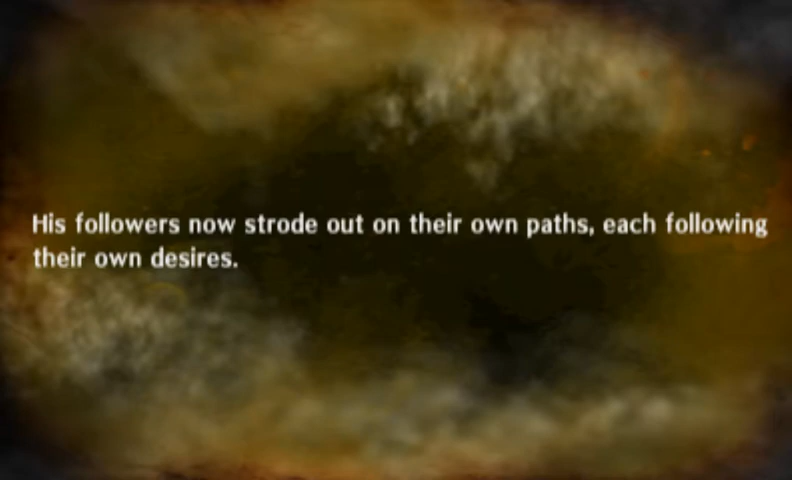 His followers now strode out on their own paths, each following
their own desires.